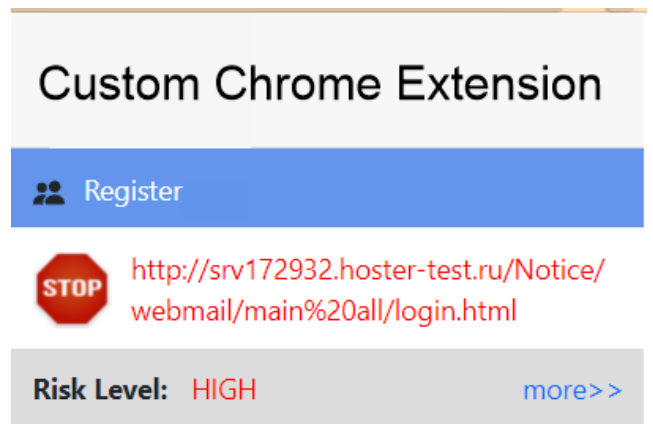 Custom Chrome Extension
Register
STOP
http://srv172932.hoster-test.ru/Notice/
webmail/main%20all/login.html
Risk Level: HIGH more>>